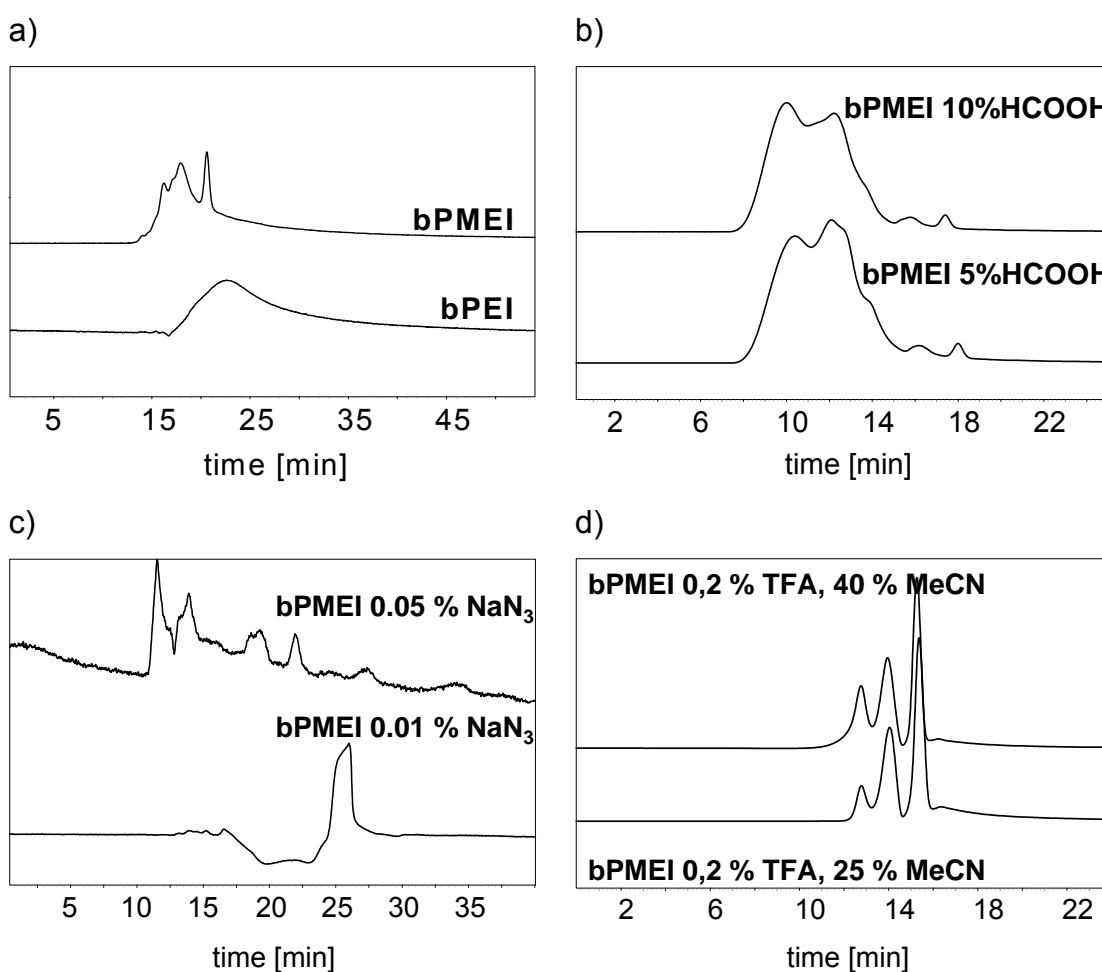 a)
bPMEI
bPEI
5 15 25 35 45
time [min]
b)
bPMEI 10%HCOOH
bPMEI 5%HCOOH
2 6 10 14 18 22
time [min]
c)
bPMEI 0.05 % NaN₃
bPMEI 0.01 % NaN₃
5 10 15 20 25 30 35
time [min]
d)
bPMEI 0,2 % TFA, 40 % MeCN
bPMEI 0,2 % TFA, 25 % MeCN
2 6 10 14 18 22
time [min]